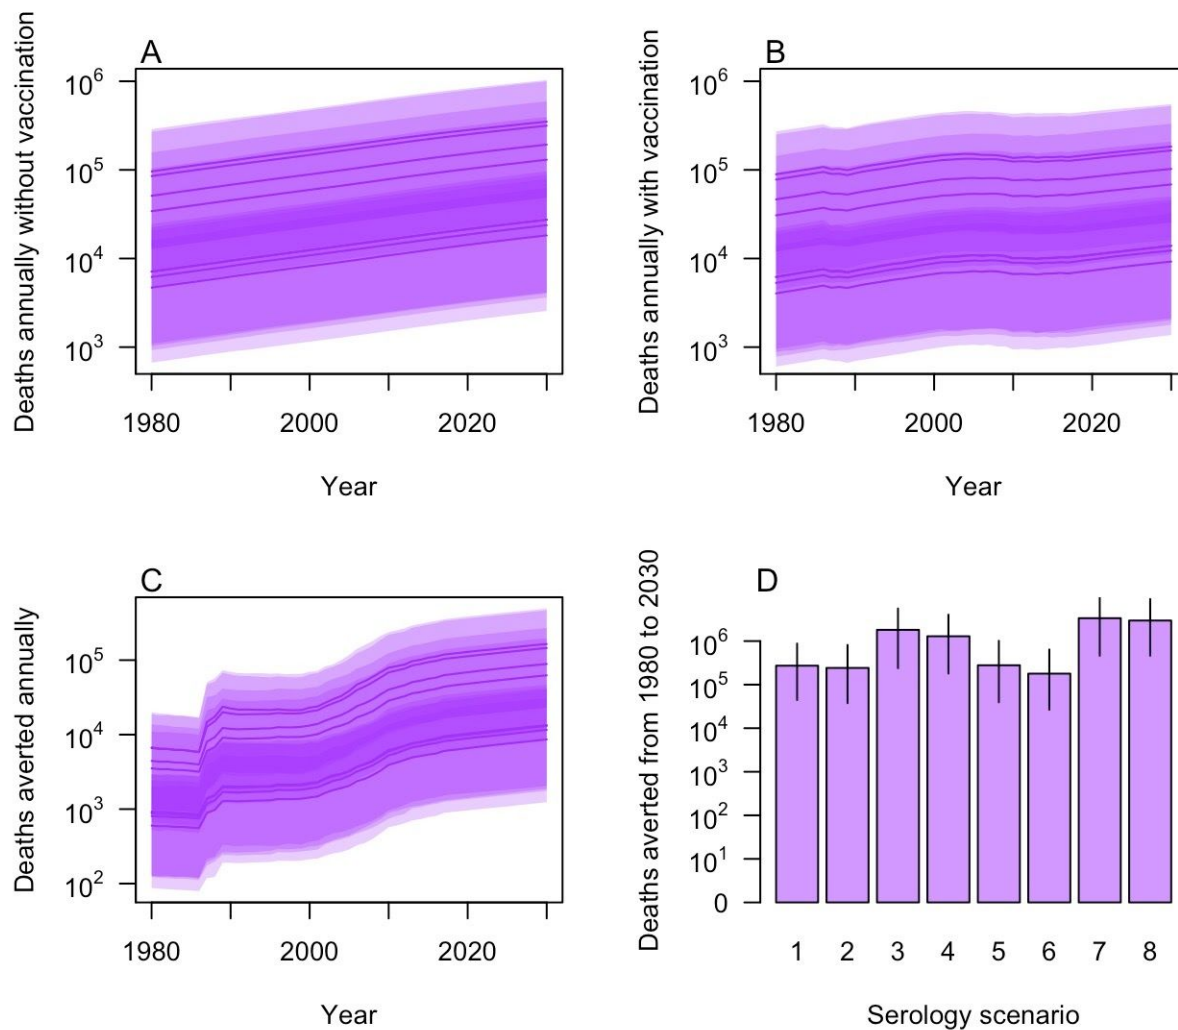 A
Deaths annually without vaccination
10^6
10^5
10^4
10^3
1980 2000 2020
Year
B
Deaths annually with vaccination
10^6
10^5
10^4
10^3
1980 2000 2020
Year
C
Deaths averted annually
10^5
10^4
10^3
10^2
1980 2000 2020
Year
D
Deaths averted from 1980 to 2030
10^6
10^5
10^4
10^3
10^2
10^1
0
1 2 3 4 5 6 7 8
Serology scenario